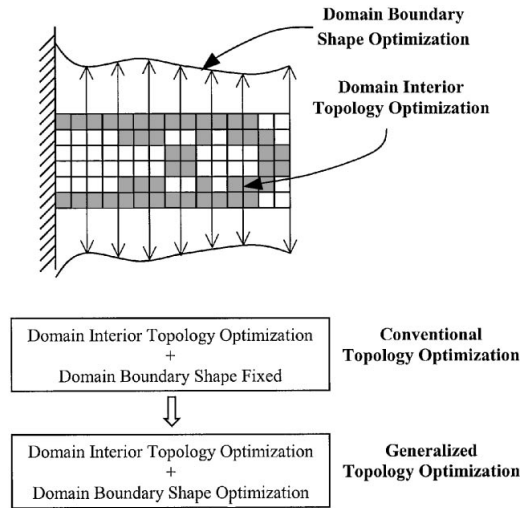 Domain Boundary
Shape Optimization
Domain Interior
Topology Optimization
Domain Interior Topology Optimization
+
Domain Boundary Shape Fixed
Conventional
Topology Optimization
Domain Interior Topology Optimization
+
Domain Boundary Shape Optimization
Generalized
Topology Optimization